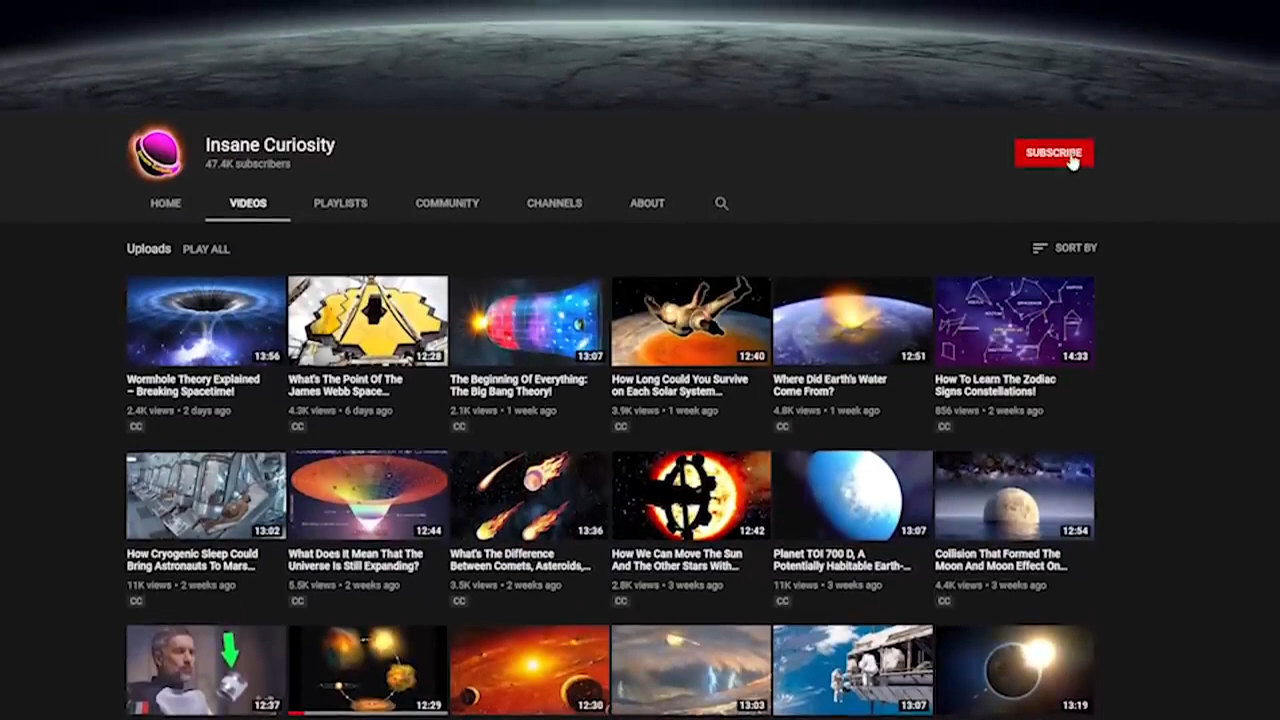 Insane Curiosity
47.4K subscribers
SUBSCRIBE
HOME
VIDEOS
PLAYLISTS
COMMUNITY
CHANNELS
ABOUT
Uploads
PLAY ALL
SORT BY
13:56
12:28
13:07
12:40
12:51
14:33
Wormhole Theory Explained
– Breaking Spacetime!
2.4K views • 2 days ago
CC
What's The Point Of The
James Webb Space...
4.3K views • 6 days ago
CC
The Beginning Of Everything:
The Big Bang Theory!
2.1K views • 1 week ago
CC
How Long Could You Survive
on Each Solar System...
3.9K views • 1 week ago
CC
Where Did Earth's Water
Come From?
4.8K views • 1 week ago
CC
How To Learn The Zodiac
Signs Constellations!
856 views • 2 weeks ago
CC
13:02
12:44
13:36
12:42
13:07
12:54
How Cryogenic Sleep Could
Bring Astronauts To Mars...
11K views • 2 weeks ago
CC
What Does It Mean That The
Universe Is Still Expanding?
5.5K views • 2 weeks ago
CC
What's The Difference
Between Comets, Asteroids,...
3.5K views • 2 weeks ago
CC
How We Can Move The Sun
And The Other Stars With...
2.8K views • 3 weeks ago
CC
Planet TOI 700 D, A
Potentially Habitable Earth-...
11K views • 3 weeks ago
CC
Collision That Formed The
Moon And Moon Effect On...
4.4K views • 3 weeks ago
CC
12:37
12:29
12:30
13:03
13:07
13:19